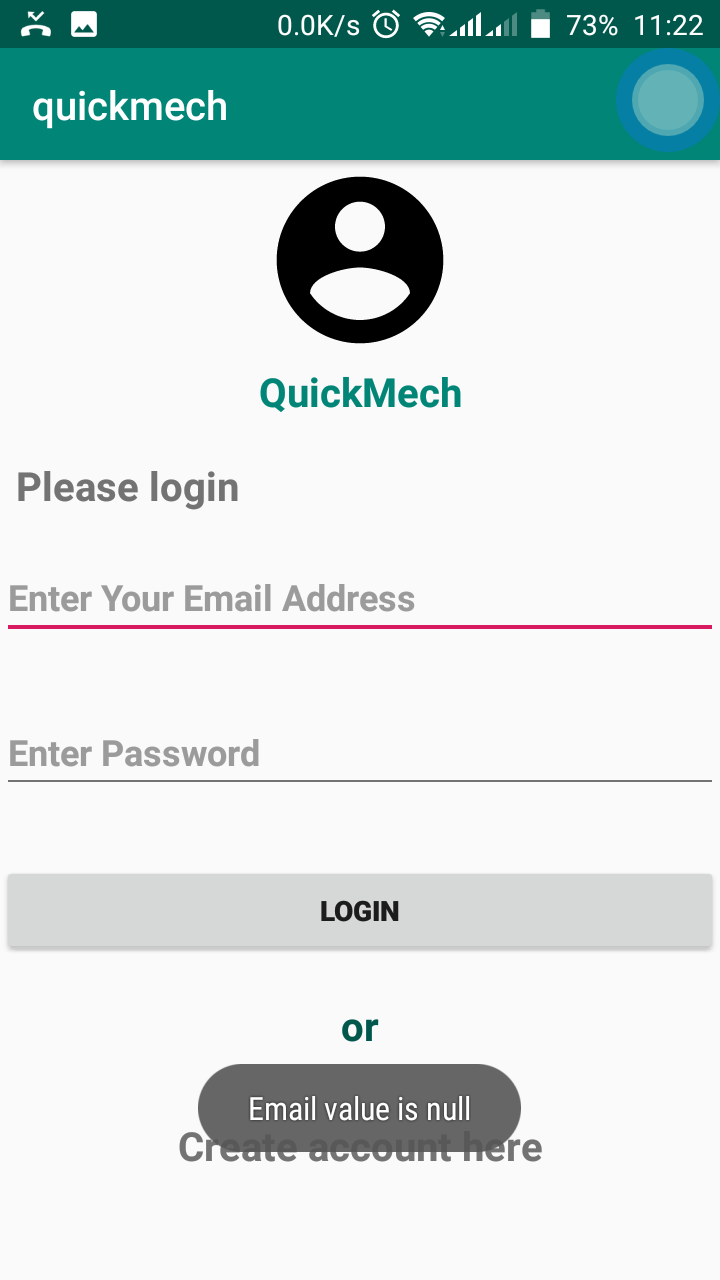 0.0K/s 73% 11:22
quickmech
QuickMech
Please login
Enter Your Email Address
Enter Password
LOGIN
or
Email value is null
Create account here